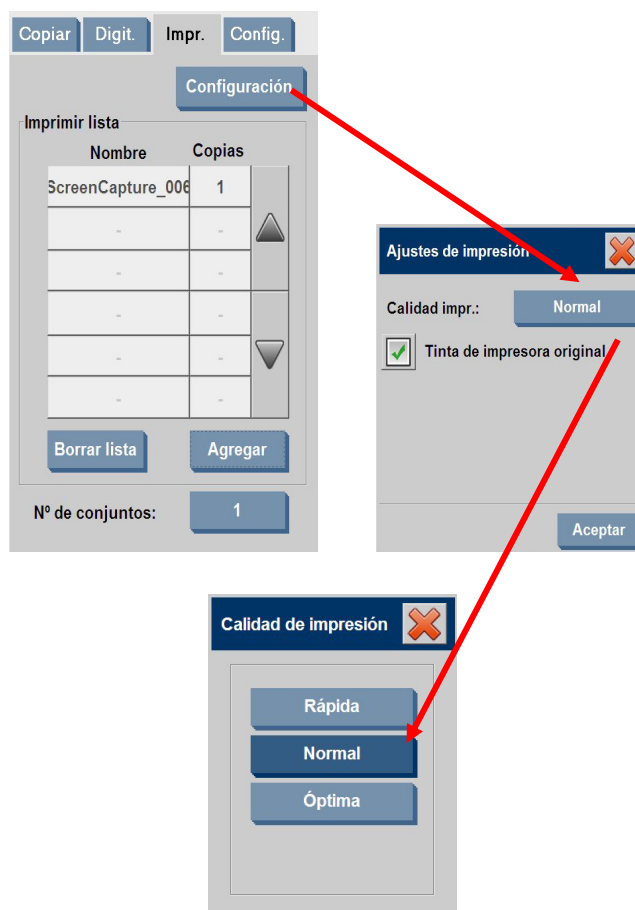 Copiar Digit. Impr. Config.
Configuración
Imprimir lista
Nombre Copias
ScreenCapture_006 1
- -
- -
- -
- -
- -
Borrar lista Agregar
Nº de conjuntos: 1
Ajustes de impresión
Calidad impr.: Normal
Tinta de impresora original
Aceptar
Calidad de impresión
Rápida
Normal
Óptima